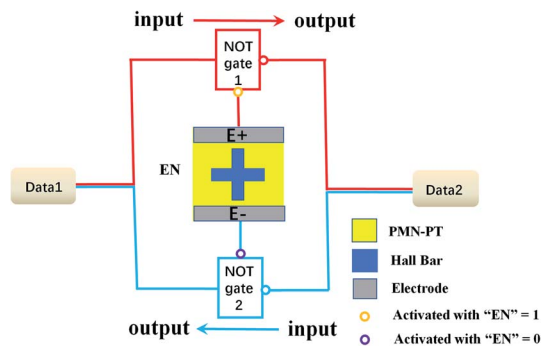 input output
NOT
gate
1
E+
EN
Data1
Data2
E-
PMN-PT
Hall Bar
NOT
gate
2
Electrode
Activated with “EN” = 1
output input
Activated with “EN” = 0